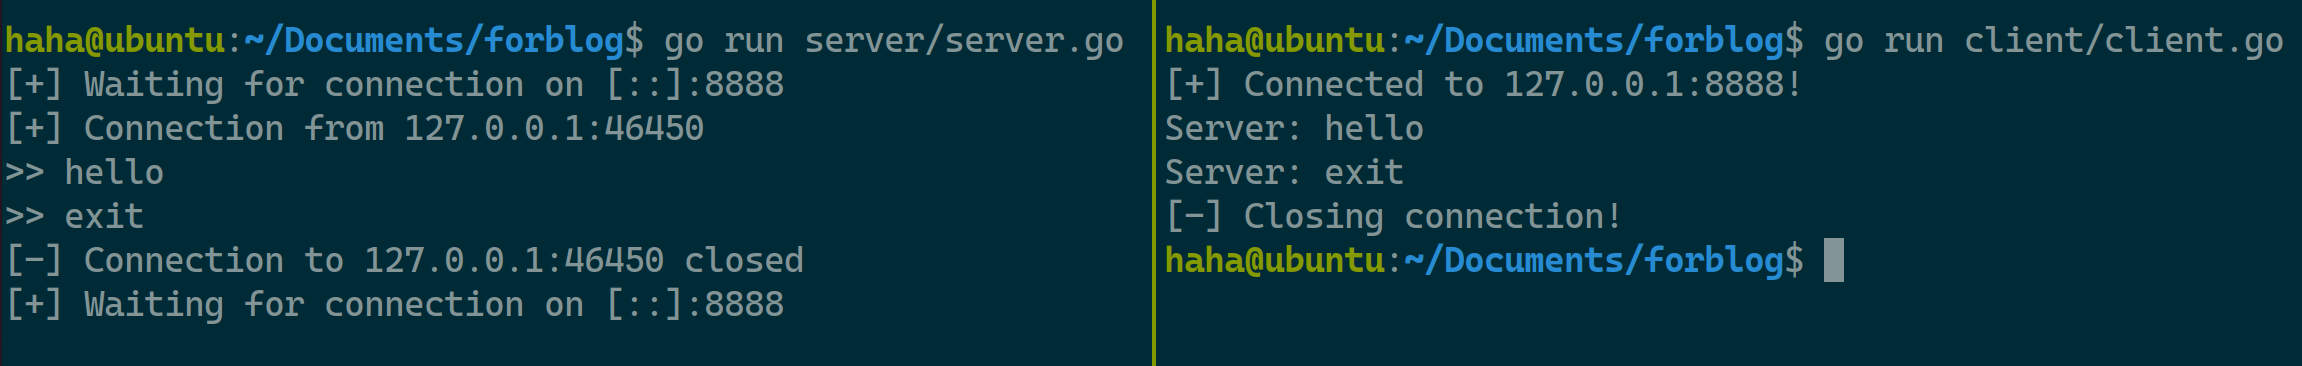 haha@ubuntu:~/Documents/forblog$ go run server/server.go
[+] Waiting for connection on [::]:8888
[+] Connection from 127.0.0.1:46450
>> hello
>> exit
[-] Connection to 127.0.0.1:46450 closed
[+] Waiting for connection on [::]:8888
haha@ubuntu:~/Documents/forblog$ go run client/client.go
[+] Connected to 127.0.0.1:8888!
Server: hello
Server: exit
[-] Closing connection!
haha@ubuntu:~/Documents/forblog$